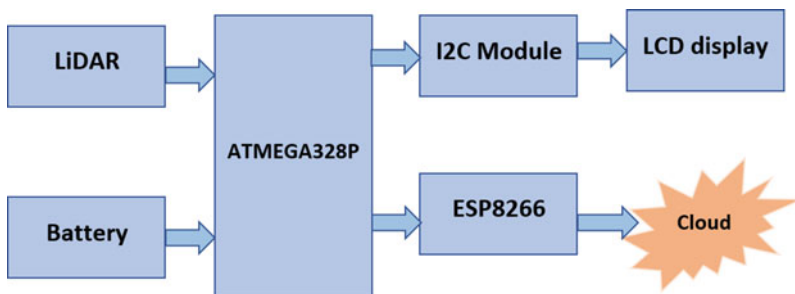 LiDAR
I2C Module
LCD display
ATMEGA328P
Battery
ESP8266
Cloud